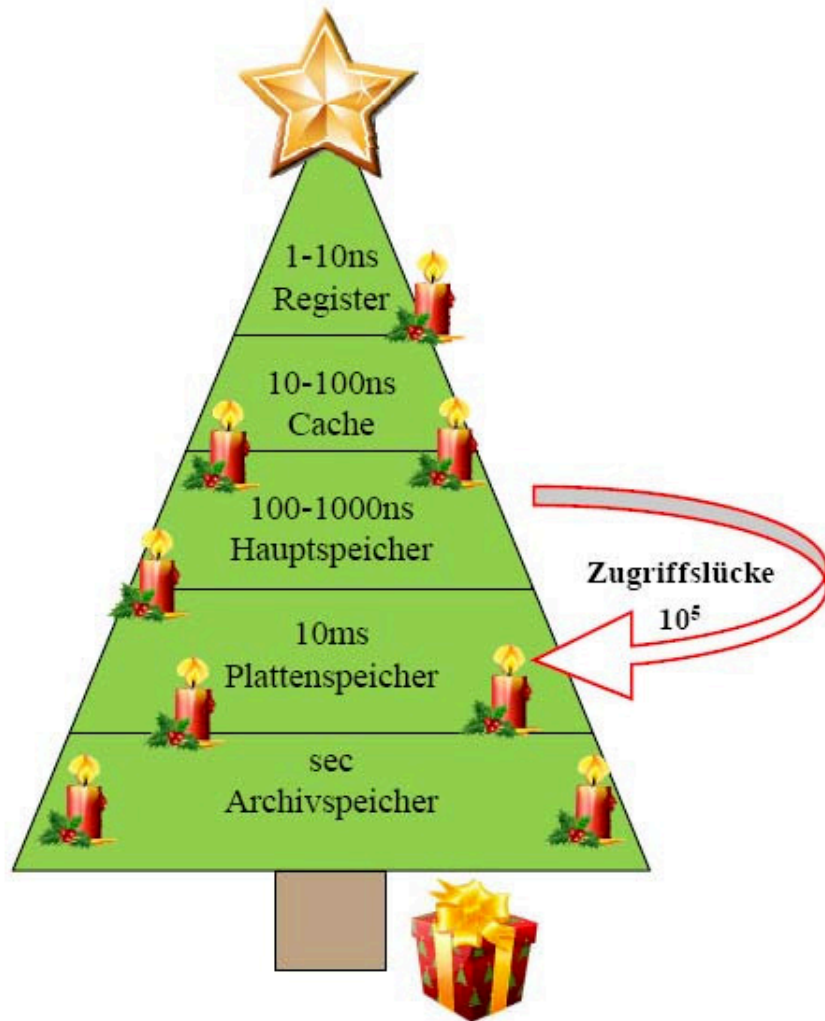 1-10ns
Register
10-100ns
Cache
100-1000ns
Hauptspeicher
Zugriffslücke
10⁵
10ms
Plattenspeicher
sec
Archivspeicher